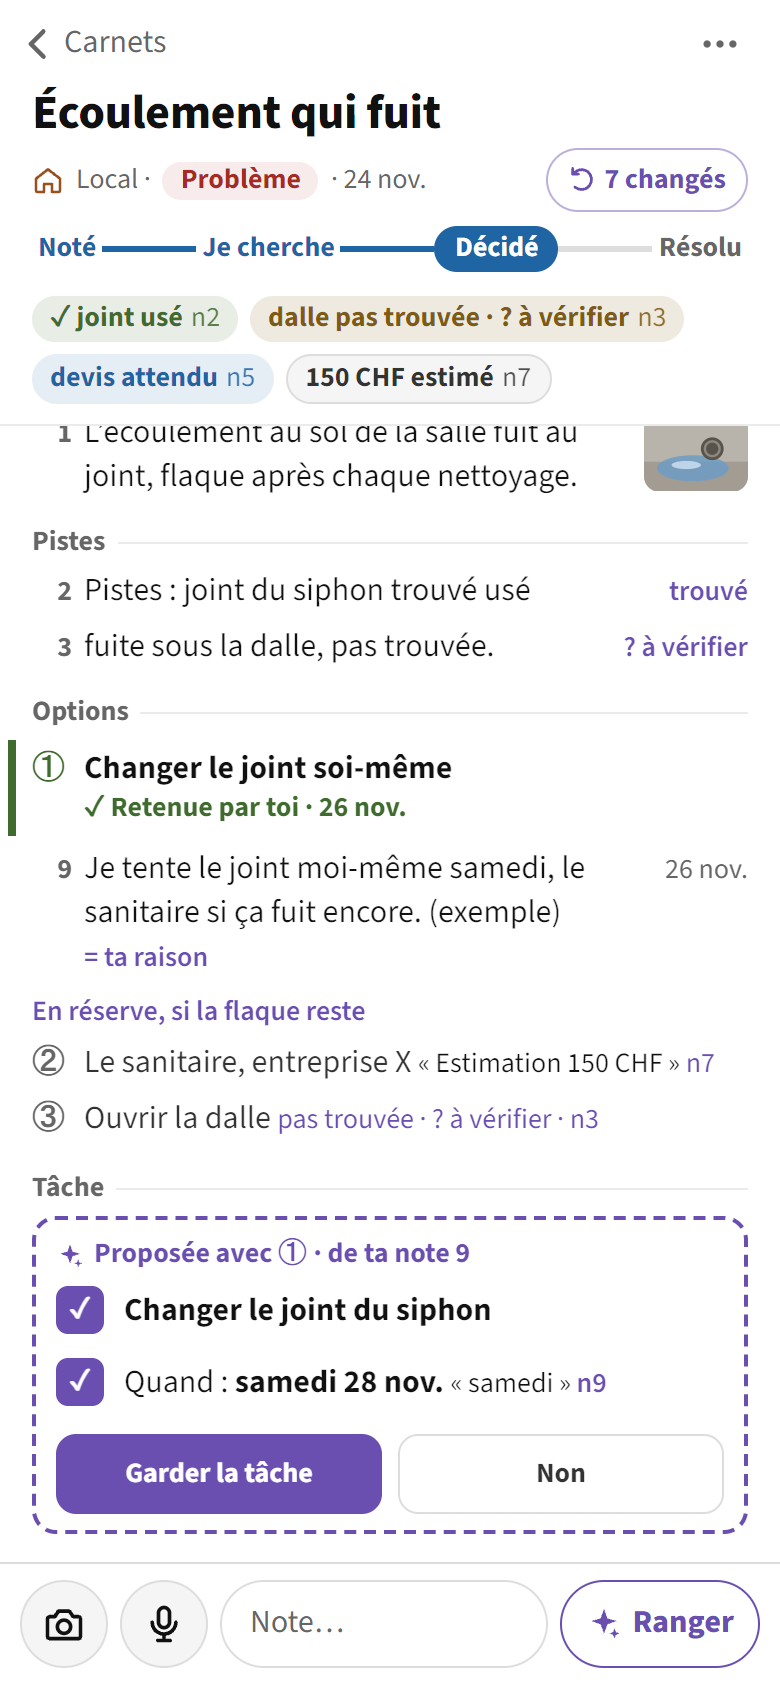 Carnets
Écoulement qui fuit
Local · Problème · 24 nov.
7 changés
Noté Je cherche Décidé Résolu
✓ joint usé n2
dalle pas trouvée · ? à vérifier n3
devis attendu n5
150 CHF estimé n7
1 L'écoulement au sol de la salle fuit au
joint, flaque après chaque nettoyage.
Pistes
2 Pistes : joint du siphon trouvé usé trouvé
3 fuite sous la dalle, pas trouvée. ? à vérifier
Options
① Changer le joint soi-même
✓ Retenue par toi · 26 nov.
9 Je tente le joint moi-même samedi, le 26 nov.
sanitaire si ça fuit encore. (exemple)
= ta raison
En réserve, si la flaque reste
② Le sanitaire, entreprise X « Estimation 150 CHF » n7
③ Ouvrir la dalle pas trouvée · ? à vérifier · n3
Tâche
Proposée avec ① · de ta note 9
✓ Changer le joint du siphon
✓ Quand : samedi 28 nov. « samedi » n9
Garder la tâche
Non
Note…
Ranger